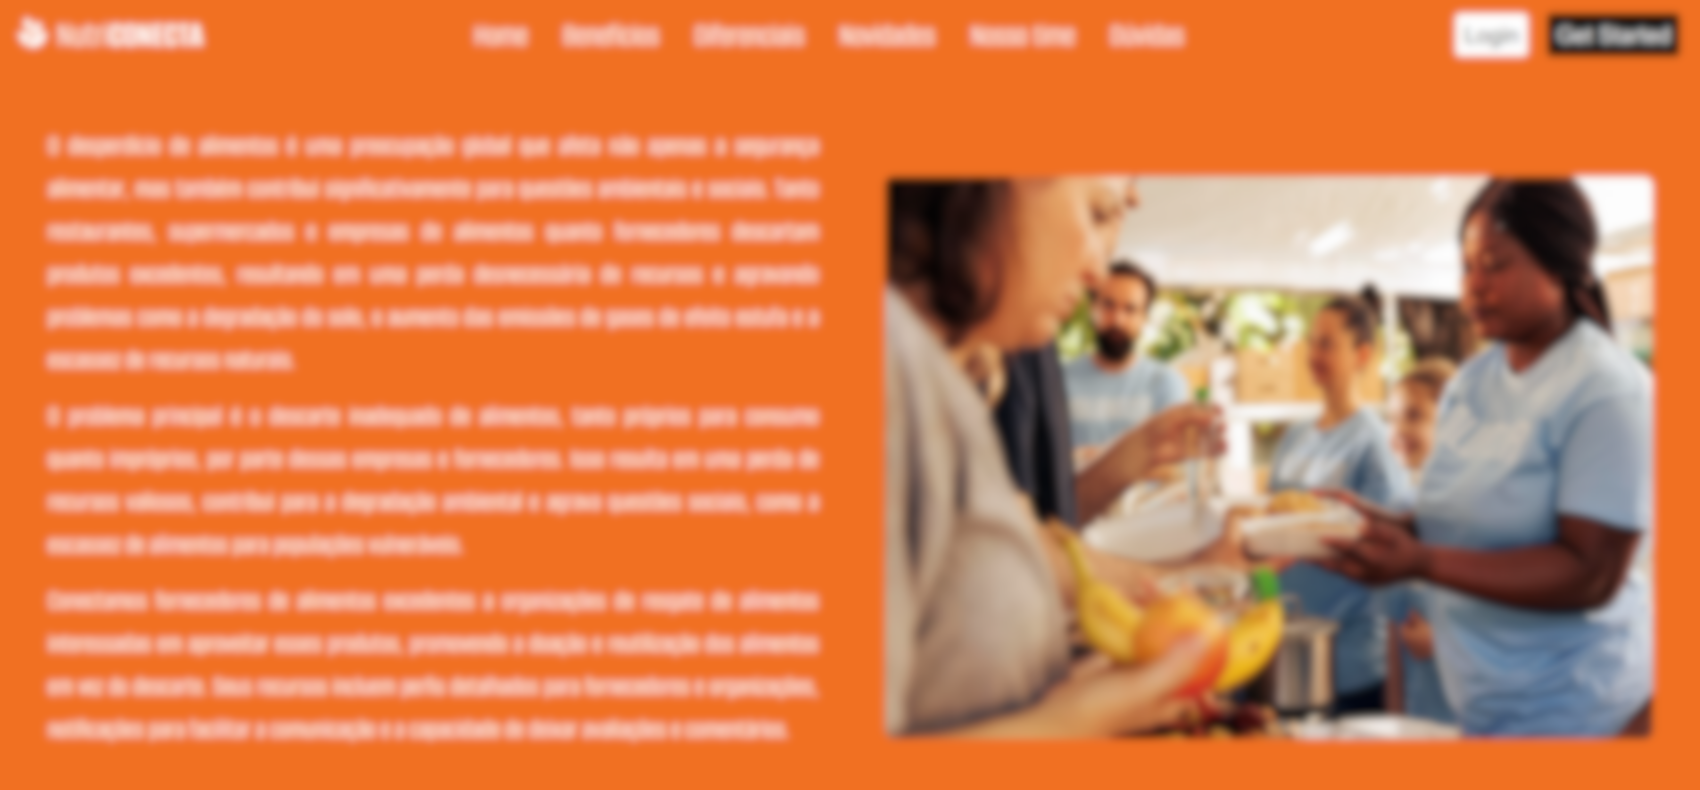 NutriCONECTA
Home Benefícios Diferenciais Novidades Nosso time Dúvidas
Login Get Started
O desperdício de alimentos é uma preocupação global que afeta não apenas a segurança
alimentar, mas também contribui significativamente para questões ambientais e sociais. Tanto
restaurantes, supermercados e empresas de alimentos quanto fornecedores descartam
produtos excedentes, resultando em uma perda desnecessária de recursos e agravando
problemas como a degradação do solo, o aumento das emissões de gases de efeito estufa e a
escassez de recursos naturais.
O problema principal é o descarte inadequado de alimentos, tanto próprios para consumo
quanto impróprios, por parte dessas empresas e fornecedores. Isso resulta em uma perda de
recursos valiosos, contribui para a degradação ambiental e agrava questões sociais, como a
escassez de alimentos para populações vulneráveis.
Conectamos fornecedores de alimentos excedentes a organizações de resgate de alimentos
interessadas em aproveitar esses produtos, promovendo a doação e reutilização dos alimentos
em vez do descarte. Seus recursos incluem perfis detalhados para fornecedores e organizações,
notificações para facilitar a comunicação e a capacidade de deixar avaliações e comentários.